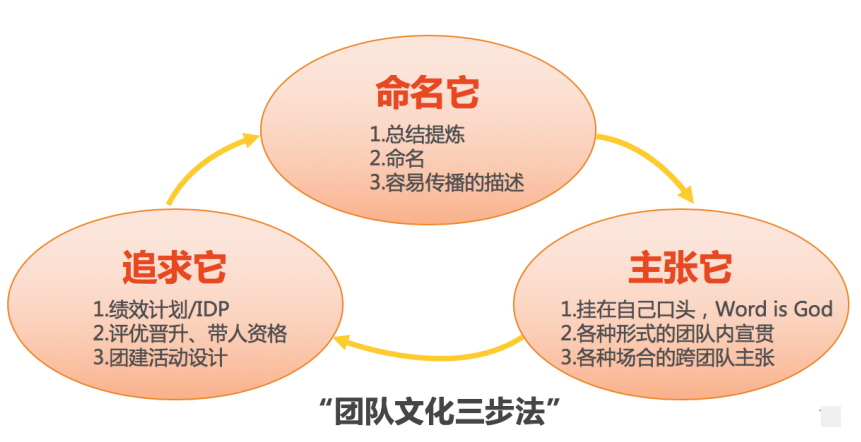 命名它
1.总结提炼
2.命名
3.容易传播的描述
追求它
1.绩效计划/IDP
2.评优晋升、带人资格
3.团建活动设计
主张它
1.挂在自己口头，Word is God
2.各种形式的团队内宣贯
3.各种场合的跨团队主张
“团队文化三步法”